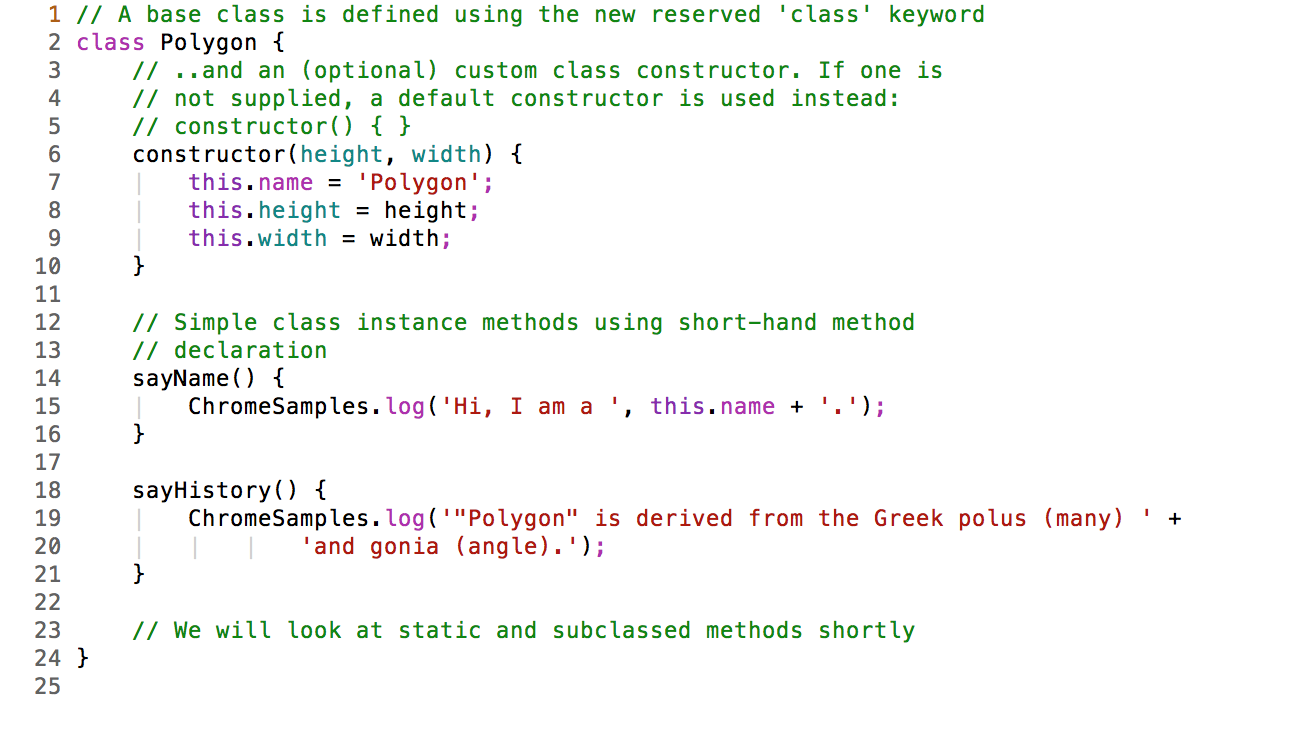 1 // A base class is defined using the new reserved 'class' keyword
2 class Polygon {
3     // ..and an (optional) custom class constructor. If one is
4     // not supplied, a default constructor is used instead:
5     // constructor() { }
6     constructor(height, width) {
7         this.name = 'Polygon';
8         this.height = height;
9         this.width = width;
10     }
11
12     // Simple class instance methods using short-hand method
13     // declaration
14     sayName() {
15         ChromeSamples.log('Hi, I am a ', this.name + '.');
16     }
17
18     sayHistory() {
19         ChromeSamples.log('"Polygon" is derived from the Greek polus (many) ' +
20                 'and gonia (angle).');
21     }
22
23     // We will look at static and subclassed methods shortly
24 }
25